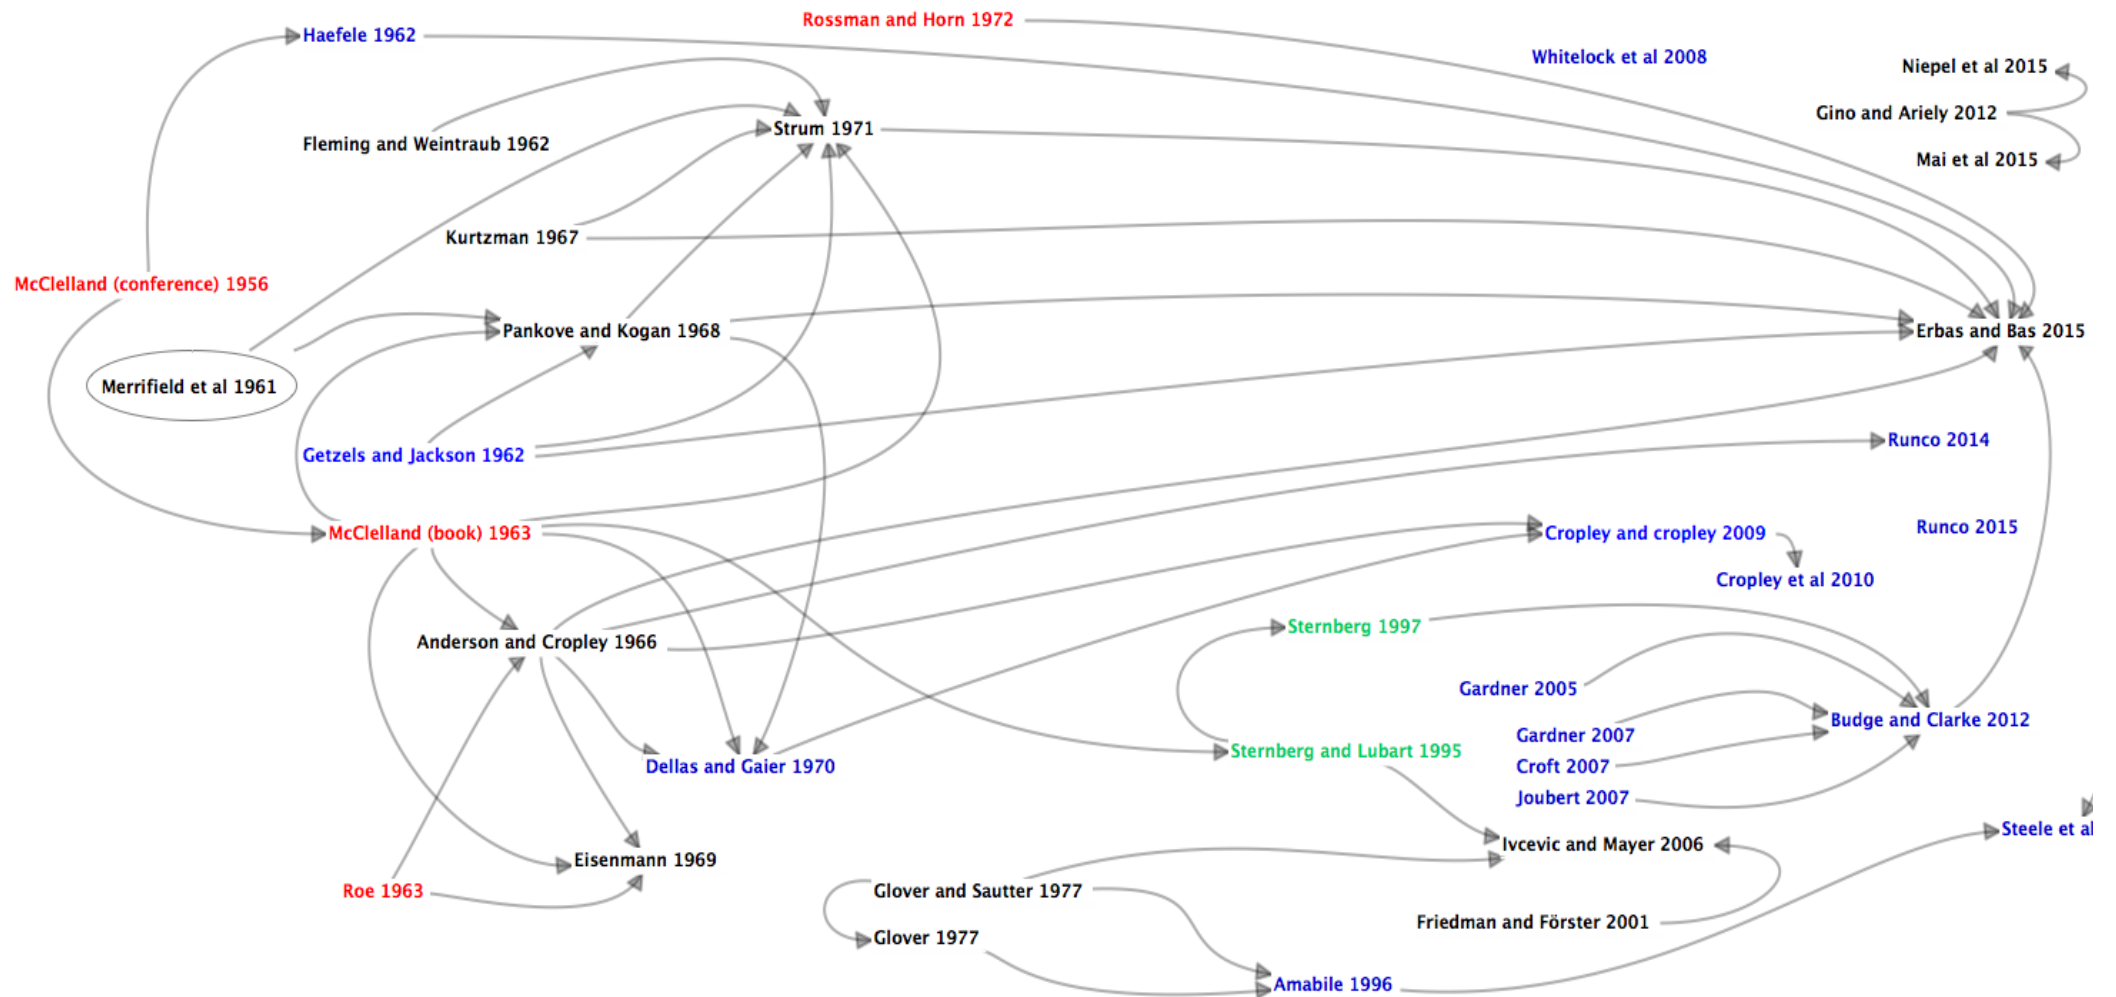 Rossman and Horn 1972
Haefele 1962
Whitelock et al 2008
Niepel et al 2015
Gino and Ariely 2012
Strum 1971
Fleming and Weintraub 1962
Mai et al 2015
Kurtzman 1967
McClelland (conference) 1956
Pankove and Kogan 1968
Erbas and Bas 2015
Merrifield et al 1961
Runco 2014
Getzels and Jackson 1962
Runco 2015
McClelland (book) 1963
Cropley and cropley 2009
Cropley et al 2010
Sternberg 1997
Anderson and Cropley 1966
Gardner 2005
Budge and Clarke 2012
Gardner 2007
Sternberg and Lubart 1995
Dellas and Gaier 1970
Croft 2007
Joubert 2007
Steele et al
Ivcevic and Mayer 2006
Eisenmann 1969
Roe 1963
Glover and Sautter 1977
Friedman and Förster 2001
Glover 1977
Amabile 1996